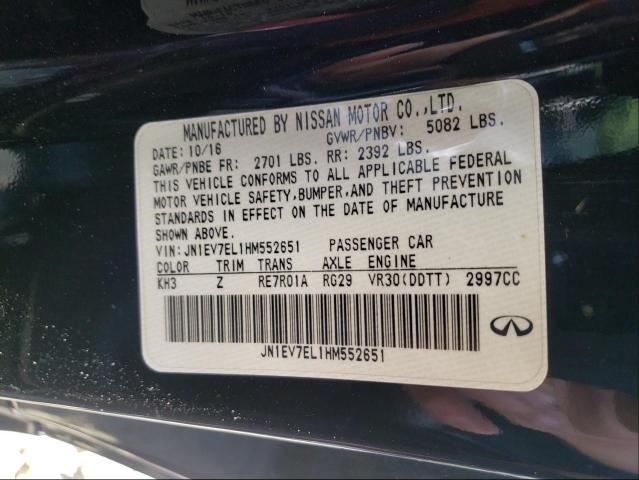 MANUFACTURED BY NISSAN MOTOR CO.,LTD.
DATE: 10/16 GVWR/PNBV: 5082 LBS.
GAWR/PNBE FR: 2701 LBS. RR: 2392 LBS.
THIS VEHICLE CONFORMS TO ALL APPLICABLE FEDERAL
MOTOR VEHICLE SAFETY,BUMPER,AND THEFT PREVENTION
STANDARDS IN EFFECT ON THE DATE OF MANUFACTURE
SHOWN ABOVE.
VIN:JN1EV7EL1HM552651 PASSENGER CAR
COLOR TRIM TRANS AXLE ENGINE
KH3 Z RE7R01A RG29 VR30(DDTT) 2997CC
JN1EV7EL1HM552651
INFINITI